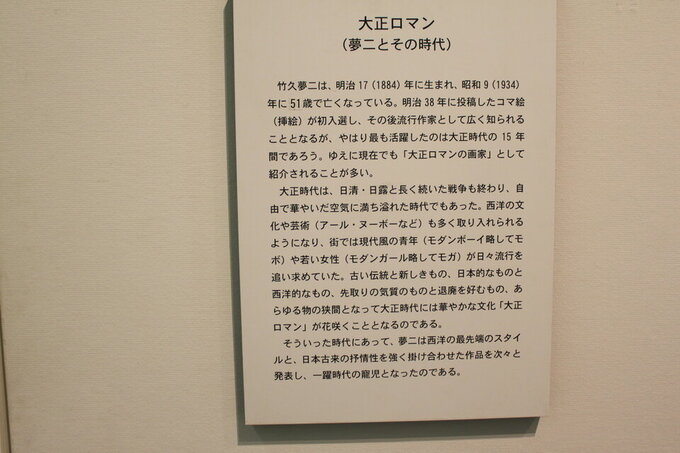 大正ロマン
（夢二とその時代）
竹久夢二は、明治17（1884）年に生まれ、昭和9（1934）
年に51歳で亡くなっている。明治38年に投稿したコマ絵
（挿絵）が初入選し、その後流行作家として広く知られる
こととなるが、やはり最も活躍したのは大正時代の15年
間であろう。ゆえに現在でも「大正ロマンの画家」として
紹介されることが多い。
大正時代は、日清・日露と長く続いた戦争も終わり、自
由で華やいだ空気に満ち溢れた時代でもあった。西洋の文
化や芸術（アール・ヌーボーなど）も多く取り入れられる
ようになり、街では現代風の青年（モダンボーイ略してモ
ボ）や若い女性（モダンガール略してモガ）が日々流行を
追い求めていた。古い伝統と新しきもの、日本的なものと
西洋的なもの、先取りの気質のものと退廃を好むもの、あ
らゆる物の狭間となって大正時代には華やかな文化「大正
ロマン」が花咲くこととなるのである。
そういった時代にあって、夢二は西洋の最先端のスタイ
ルと、日本古来の抒情性を強く掛け合わせた作品を次々と
発表し、一躍時代の寵児となったのである。